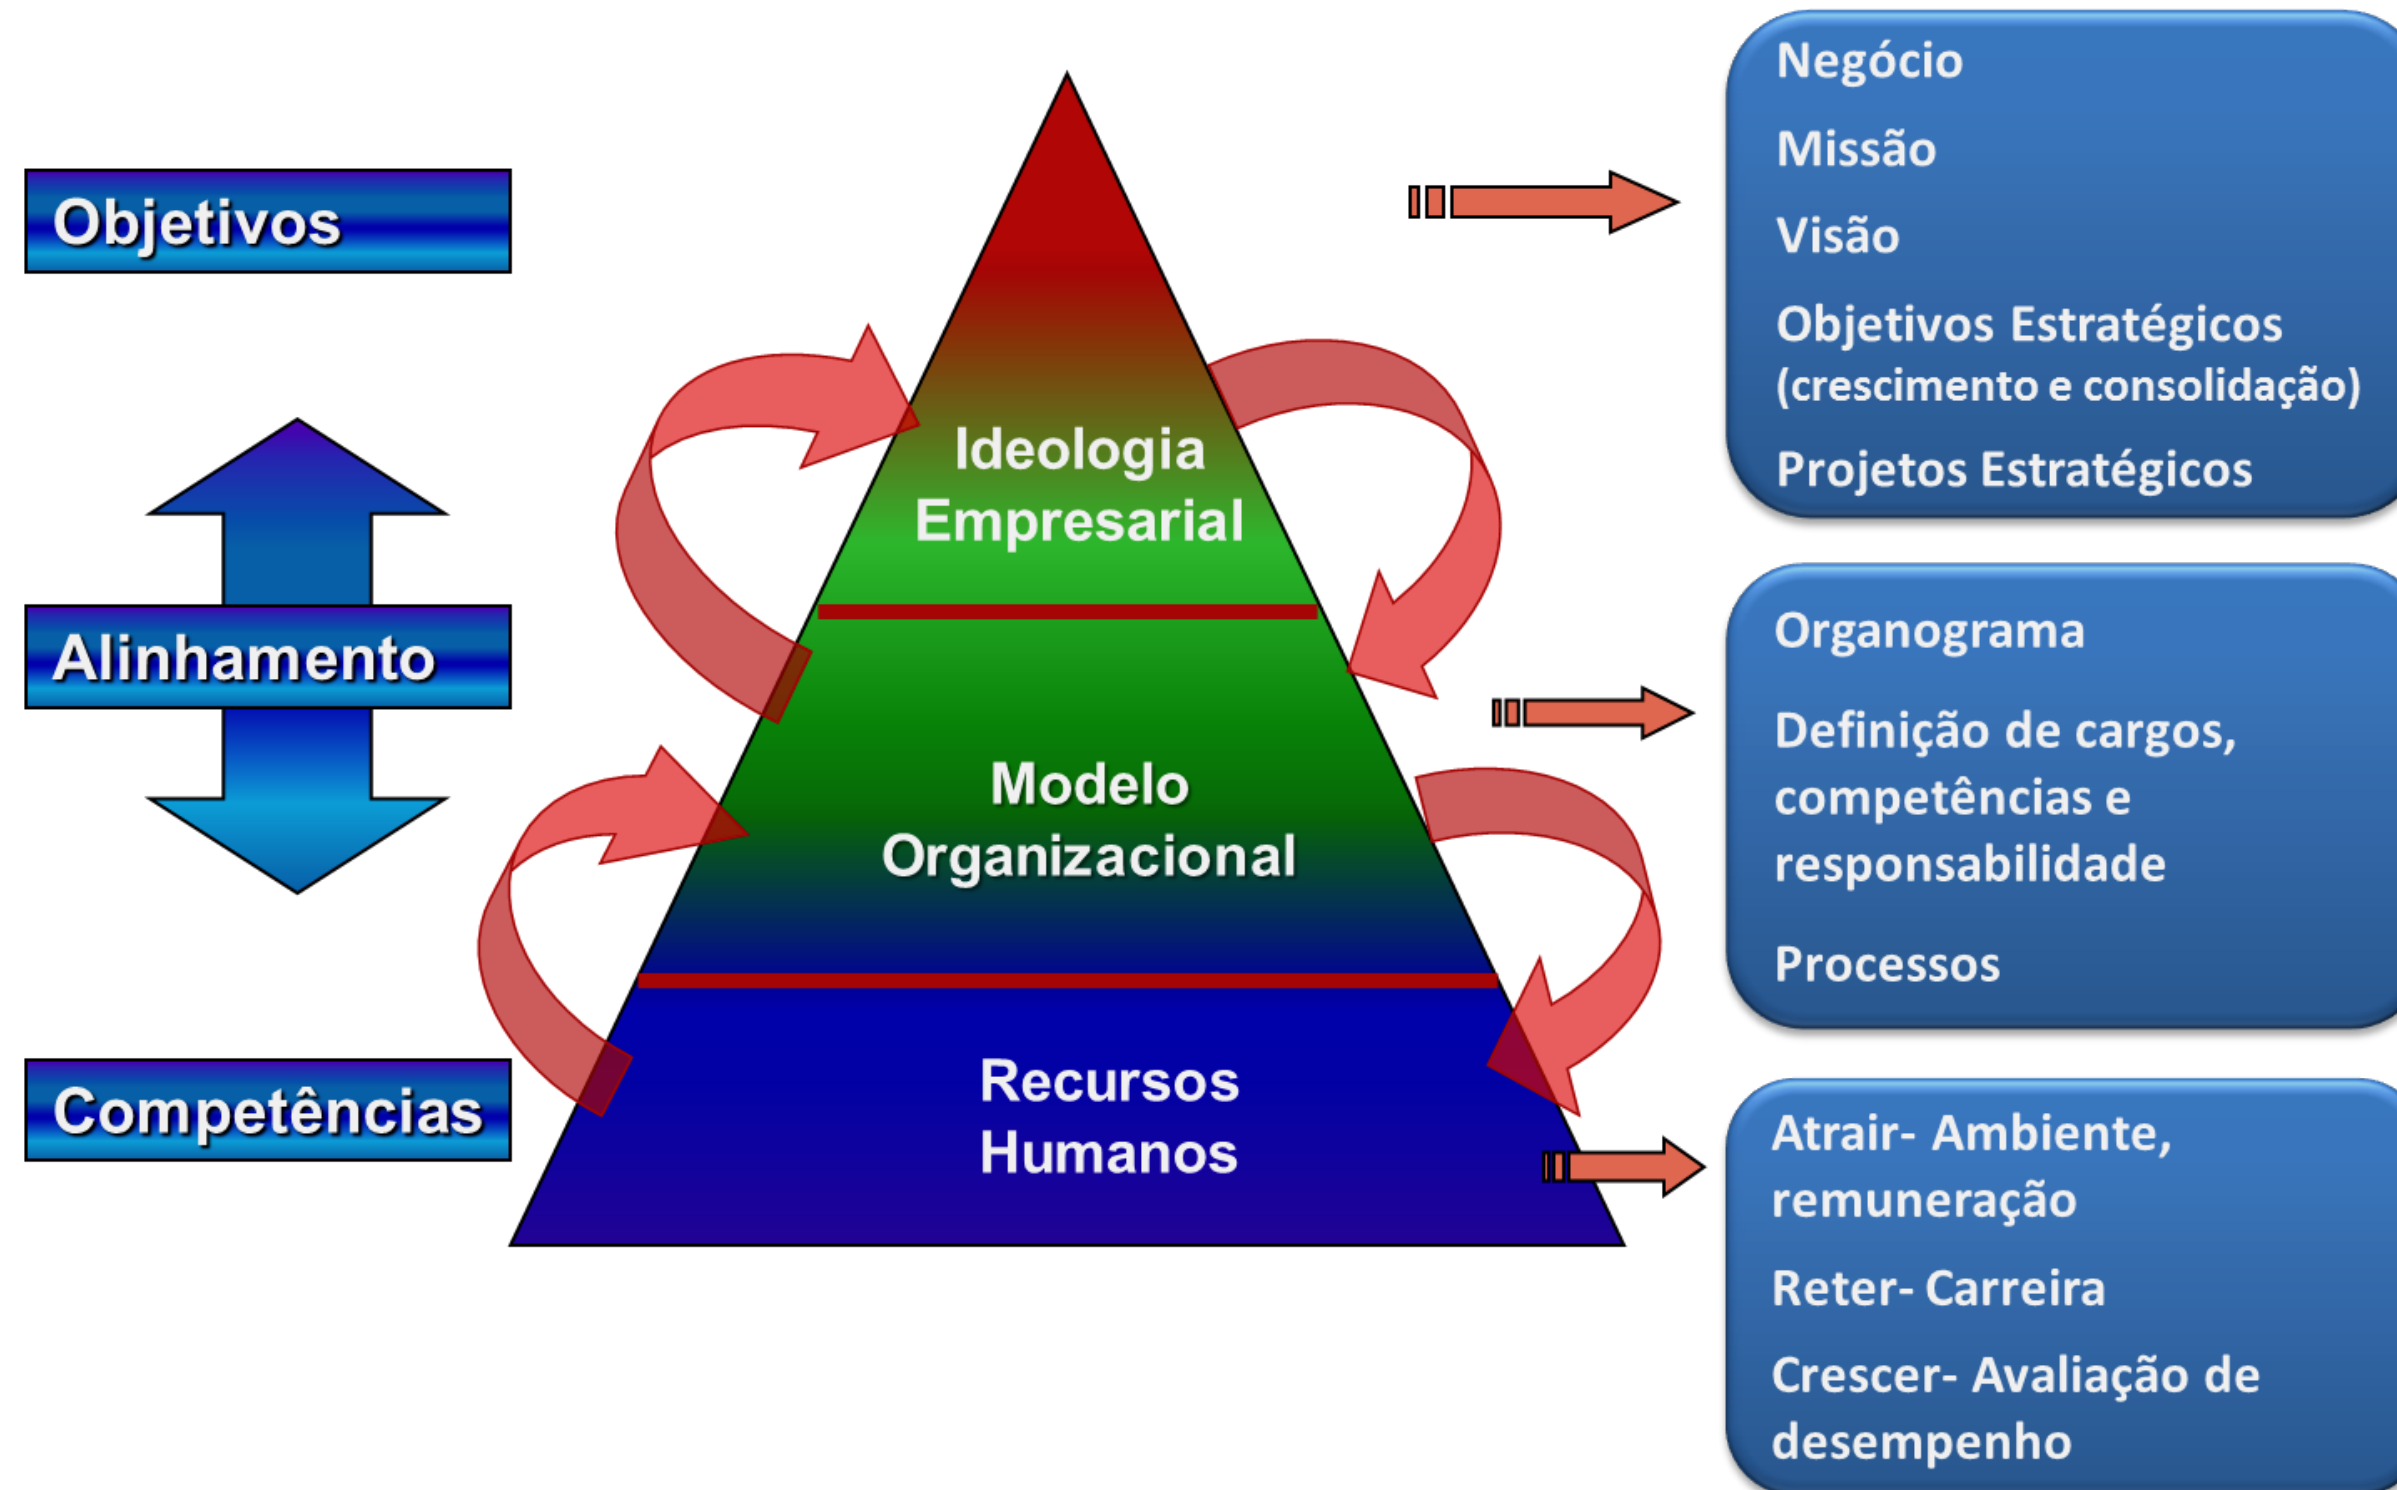 Objetivos
Alinhamento
Competências
Ideologia
Empresarial
Modelo
Organizacional
Recursos
Humanos
Negócio
Missão
Visão
Objetivos Estratégicos
(crescimento e consolidação)
Projetos Estratégicos
Organograma
Definição de cargos,
competências e
responsabilidade
Processos
Atrair- Ambiente,
remuneração
Reter- Carreira
Crescer- Avaliação de
desempenho